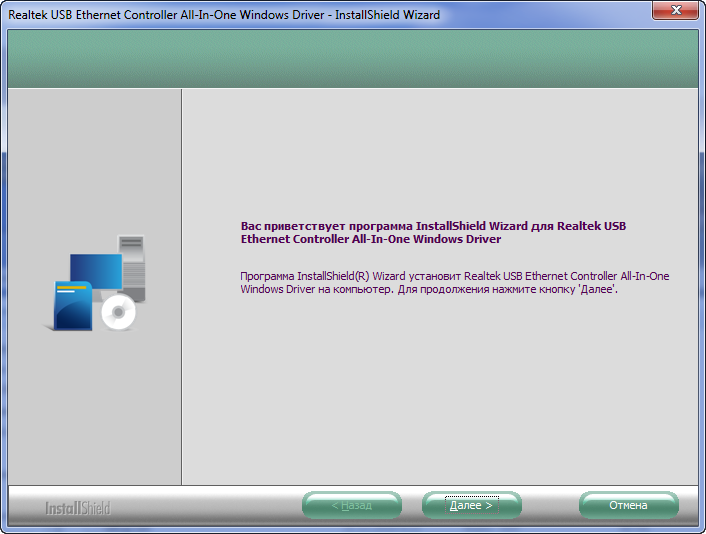 Realtek USB Ethernet Controller All-In-One Windows Driver - InstallShield Wizard
Вас приветствует программа InstallShield Wizard для Realtek USB
Ethernet Controller All-In-One Windows Driver
Программа InstallShield(R) Wizard установит Realtek USB Ethernet Controller All-In-One
Windows Driver на компьютер. Для продолжения нажмите кнопку 'Далее'.
InstallShield
< Назад
Далее >
Отмена